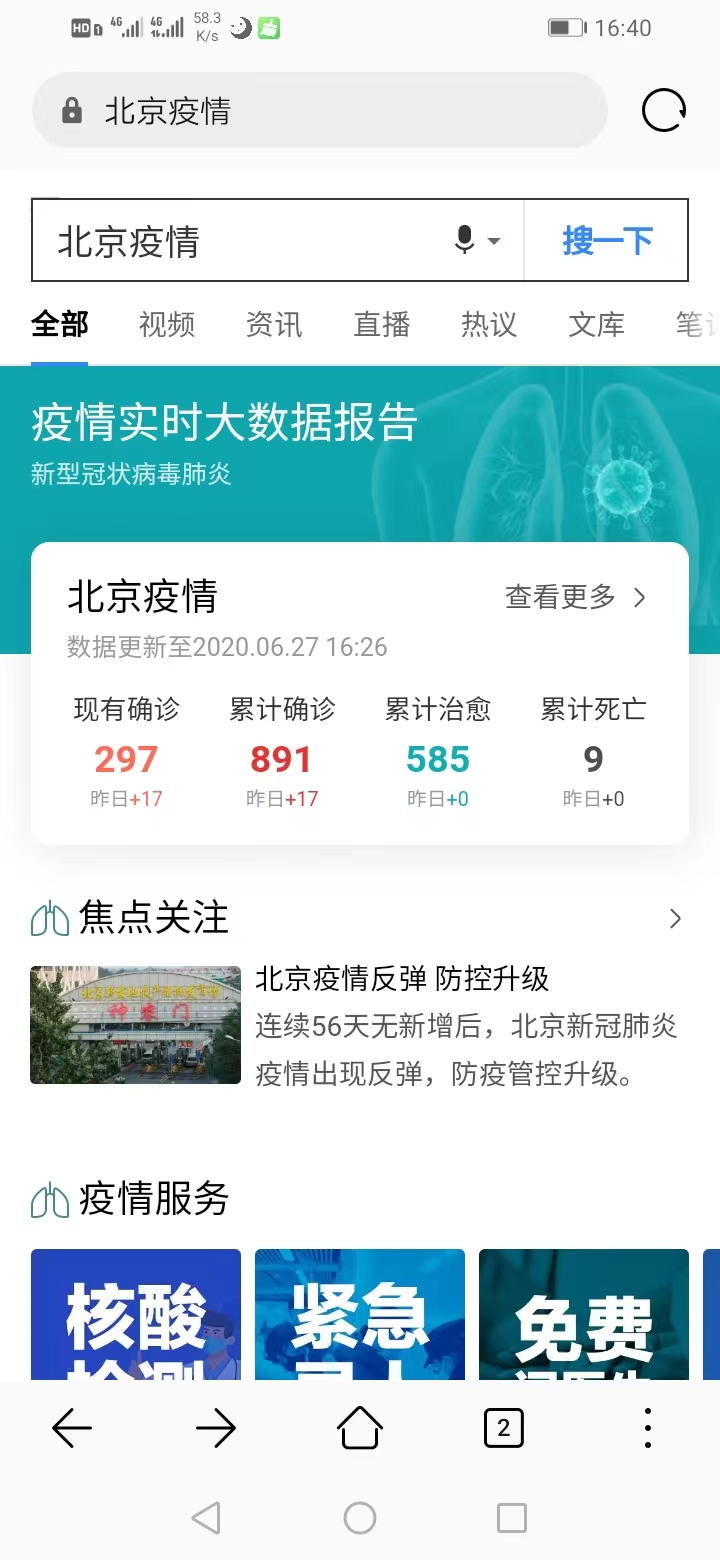 HD 1 4G 4G 58.3 K/s 16:40
北京疫情
北京疫情 搜一下
全部 视频 资讯 直播 热议 文库 笔记
疫情实时大数据报告
新型冠状病毒肺炎
北京疫情 查看更多
数据更新至2020.06.27 16:26
现有确诊 累计确诊 累计治愈 累计死亡
297 891 585 9
昨日+17 昨日+17 昨日+0 昨日+0
焦点关注
神农门
北京疫情反弹 防控升级
连续56天无新增后，北京新冠肺炎
疫情出现反弹，防疫管控升级。
疫情服务
核酸 紧急 免费
检测
2